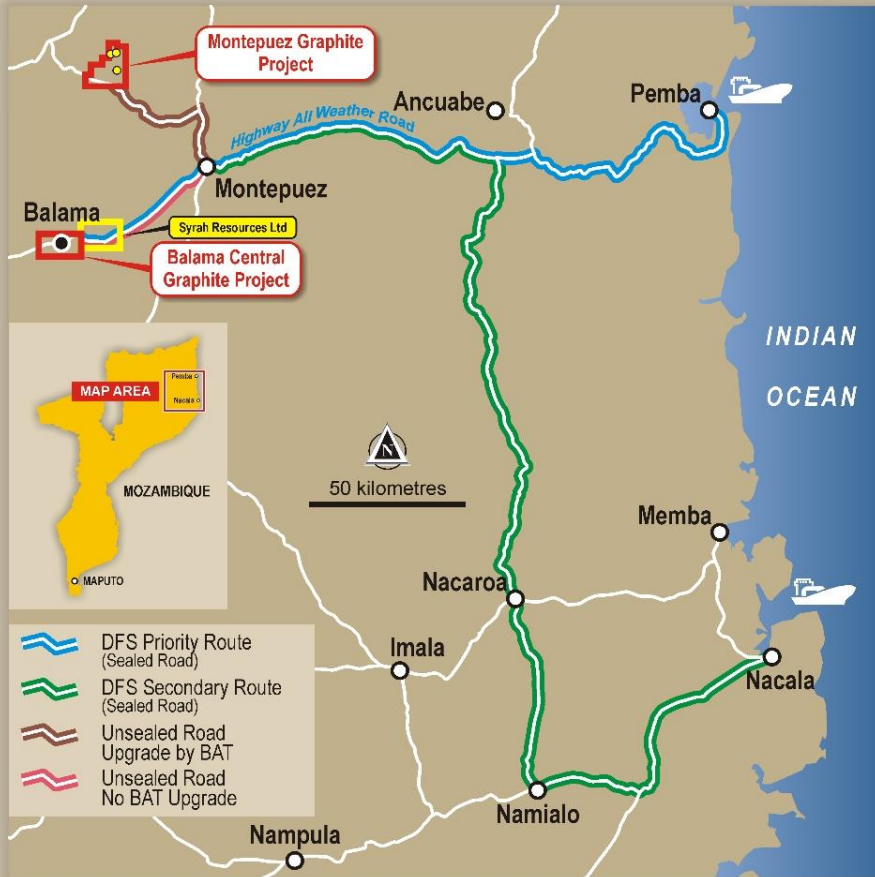 Montepuez Graphite
Project
Ancuabe
Pemba
Highway All Weather Road
Montepuez
Balama
Syrah Resources Ltd
Balama Central
Graphite Project
INDIAN
OCEAN
MAP AREA
Pemba
Nacala
MOZAMBIQUE
MAPUTO
N
50 kilometres
Memba
Nacaroa
Imala
Nacala
Namialo
Nampula
DFS Priority Route
(Sealed Road)
DFS Secondary Route
(Sealed Road)
Unsealed Road
Upgrade by BAT
Unsealed Road
No BAT Upgrade